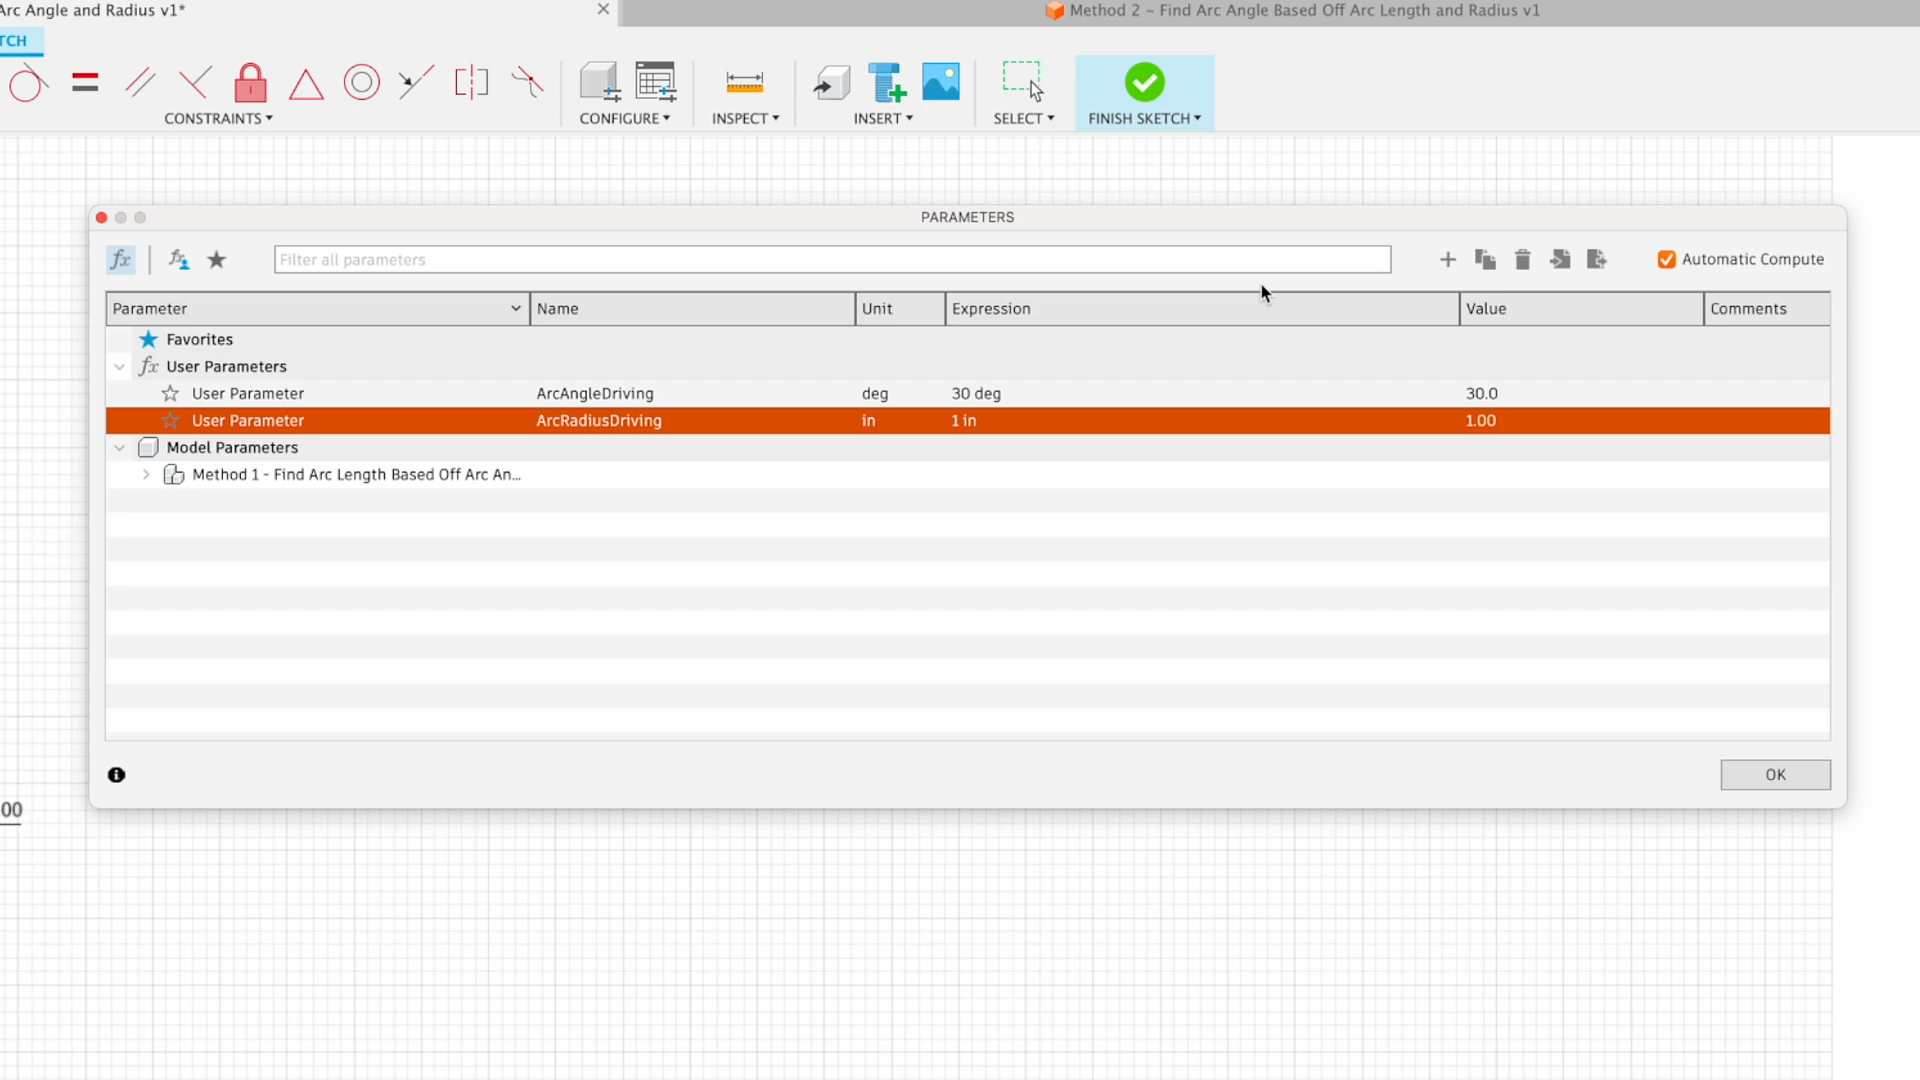 Arc Angle and Radius v1*
Method 2 – Find Arc Angle Based Off Arc Length and Radius v1
TCH
CONSTRAINTS
CONFIGURE
INSPECT
INSERT
SELECT
FINISH SKETCH
PARAMETERS
fx
Filter all parameters
Automatic Compute
Parameter Name Unit Expression Value Comments
Favorites
fx User Parameters
User Parameter ArcAngleDriving deg 30 deg 30.0
User Parameter ArcRadiusDriving in 1 in 1.00
Model Parameters
Method 1 - Find Arc Length Based Off Arc An...
OK
00